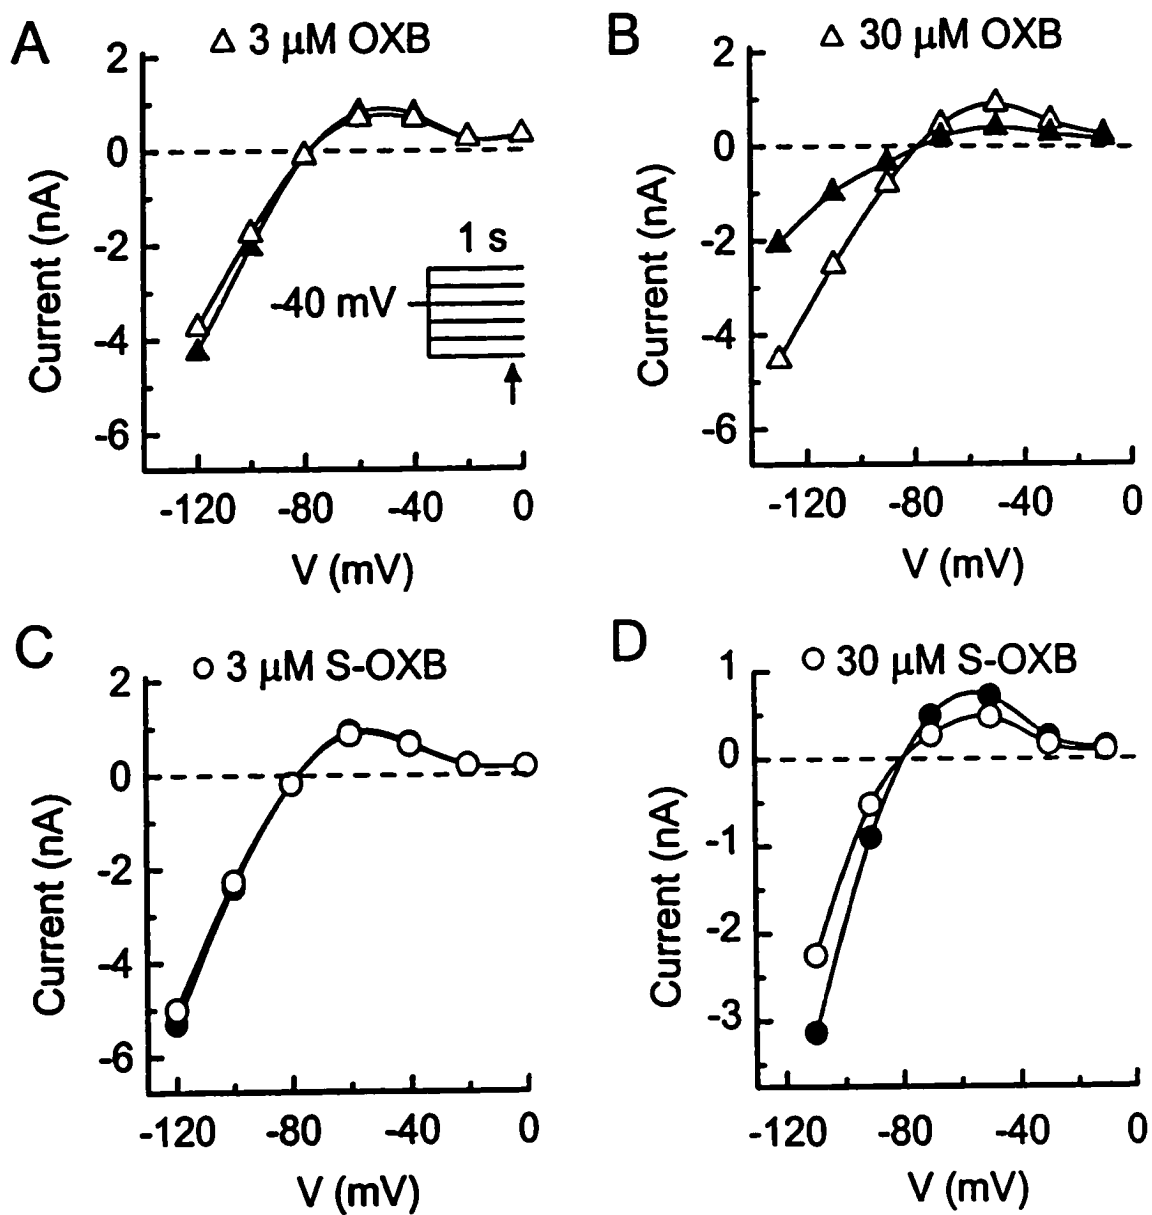 A
△ 3 μM OXB
2
0
-2
-4
-6
Current (nA)
1 s
-40 mV
-120 -80 -40 0
V (mV)
B
△ 30 μM OXB
2
0
-2
-4
-6
Current (nA)
-120 -80 -40 0
V (mV)
C
○ 3 μM S-OXB
2
0
-2
-4
-6
Current (nA)
-120 -80 -40 0
V (mV)
D
○ 30 μM S-OXB
1
0
-1
-2
-3
Current (nA)
-120 -80 -40 0
V (mV)